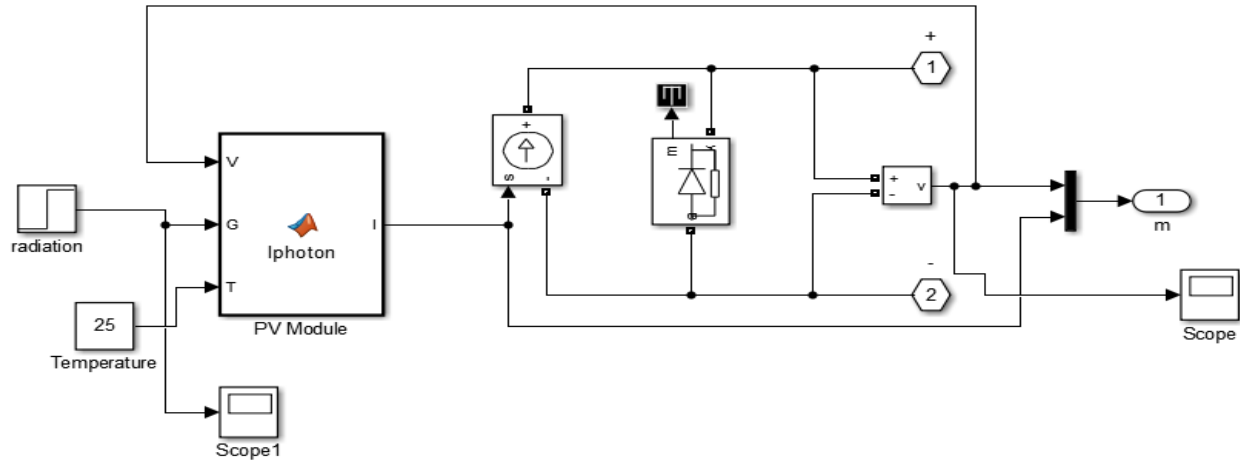 +
1
m
k
a
+
s
-
V
radiation
G
I
Iphoton
T
25
Temperature
PV Module
+
-
v
1
m
-
2
Scope
Scope1